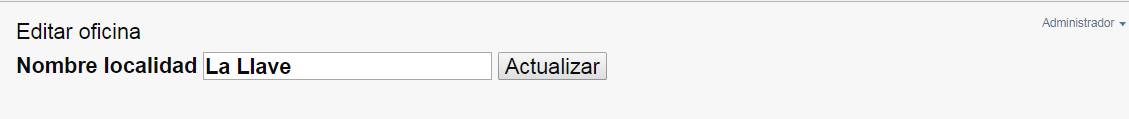 Administrador
Editar oficina
Nombre localidad La Llave Actualizar